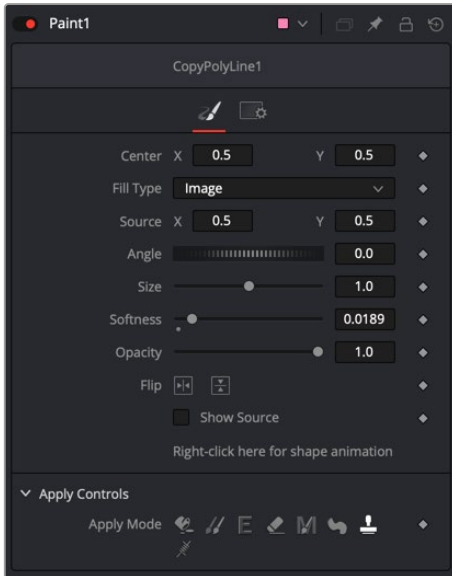 Paint1
CopyPolyLine1
Center X 0.5 Y 0.5
Fill Type Image
Source X 0.5 Y 0.5
Angle 0.0
Size 1.0
Softness 0.0189
Opacity 1.0
Flip
Show Source
Right-click here for shape animation
Apply Controls
Apply Mode E M